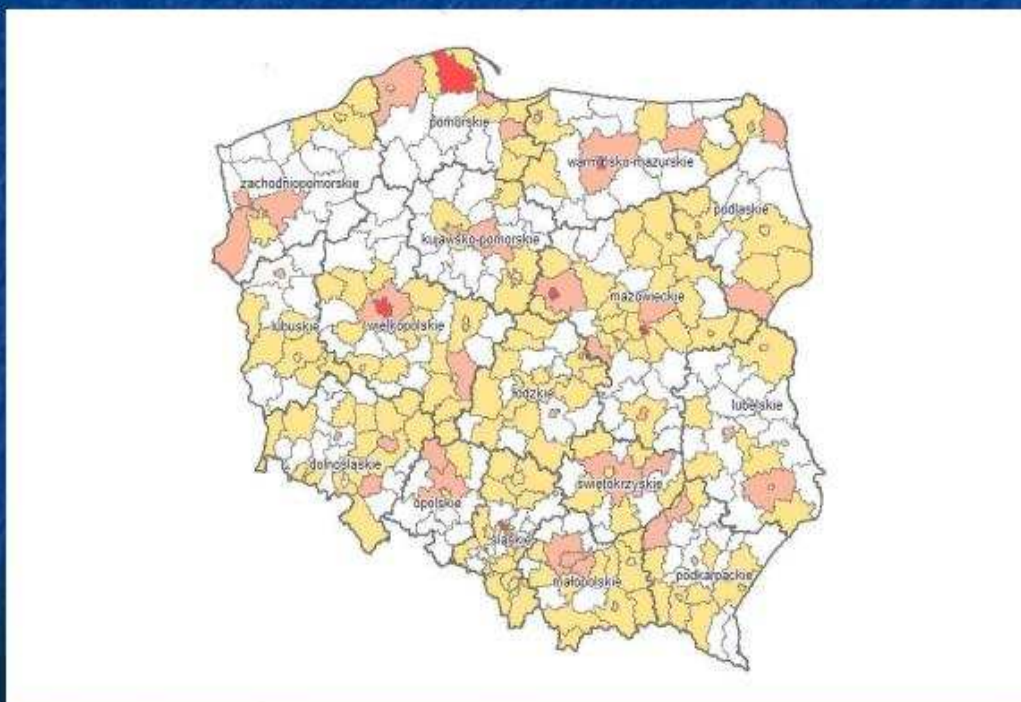 pomorskie
warmińsko-mazurskie
zachodniopomorskie
podlaskie
kujawsko-pomorskie
mazowieckie
lubuskie
wielkopolskie
łódzkie
lubelskie
dolnośląskie
świętokrzyskie
opolskie
śląskie
małopolskie
podkarpackie